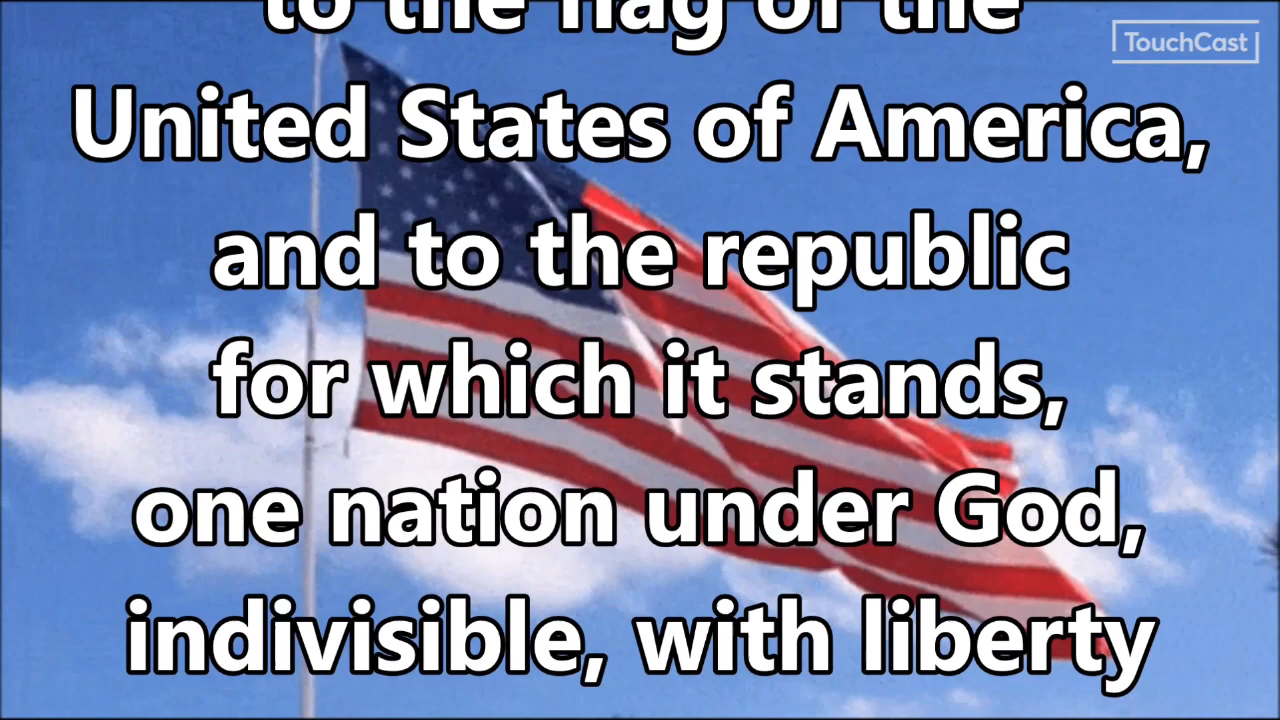 to the flag of the
TouchCast
United States of America,
and to the republic
for which it stands,
one nation under God,
indivisible, with liberty